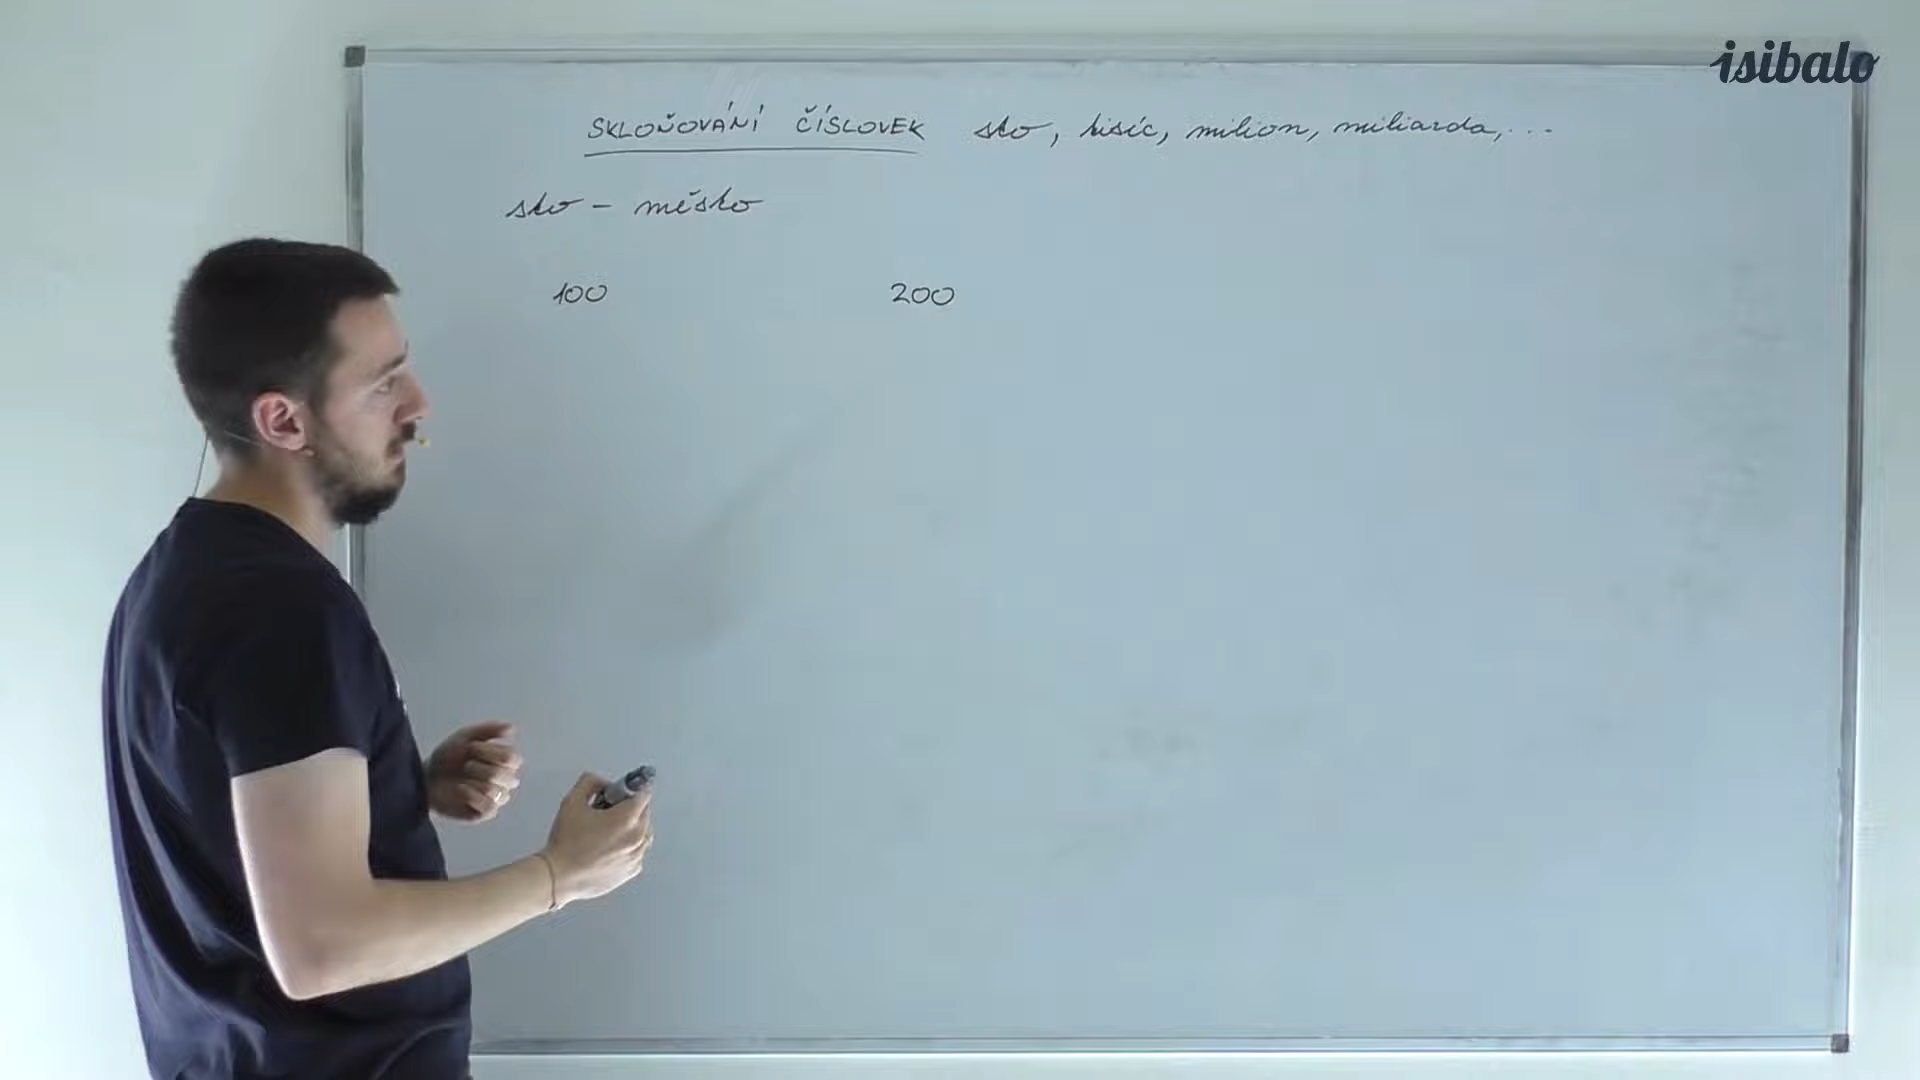 isibalo
SKLOŇOVÁNÍ ČÍSLOVEK sto, tisíc, milion, miliarda, ...
sto – město
100 200